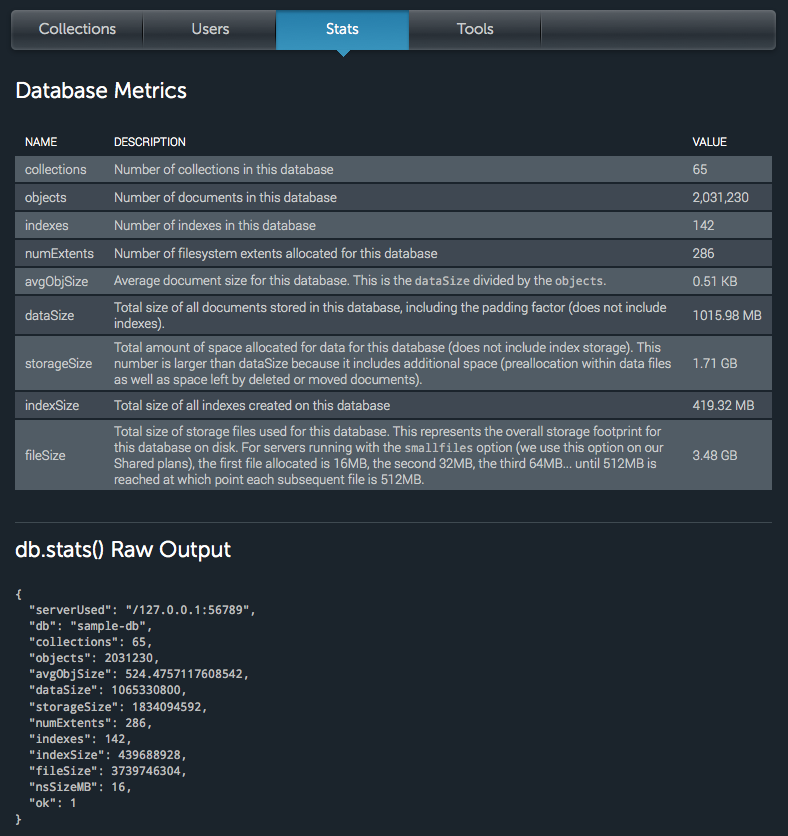 Collections Users Stats Tools
Database Metrics
NAME DESCRIPTION VALUE
collections Number of collections in this database 65
objects Number of documents in this database 2,031,230
indexes Number of indexes in this database 142
numExtents Number of filesystem extents allocated for this database 286
avgObjSize Average document size for this database. This is the dataSize divided by the objects. 0.51 KB
Total size of all documents stored in this database, including the padding factor (does not include
dataSize 1015.98 MB
indexes).
Total amount of space allocated for data for this database (does not include index storage). This
storageSize number is larger than dataSize because it includes additional space (preallocation within data files 1.71 GB
as well as space left by deleted or moved documents).
indexSize Total size of all indexes created on this database 419.32 MB
Total size of storage files used for this database. This represents the overall storage footprint for
this database on disk. For servers running with the smallfiles option (we use this option on our
fileSize Shared plans), the first file allocated is 16MB, the second 32MB, the third 64MB... until 512MB is 3.48 GB
reached at which point each subsequent file is 512MB.
db.stats() Raw Output
{
"serverUsed": "/127.0.0.1:56789",
"db": "sample-db",
"collections": 65,
"objects": 2031230,
"avgObjSize": 524.4757117608542,
"dataSize": 1065330800,
"storageSize": 1834094592,
"numExtents": 286,
"indexes": 142,
"indexSize": 439688928,
"fileSize": 3739746304,
"nsSizeMB": 16,
"ok": 1
}